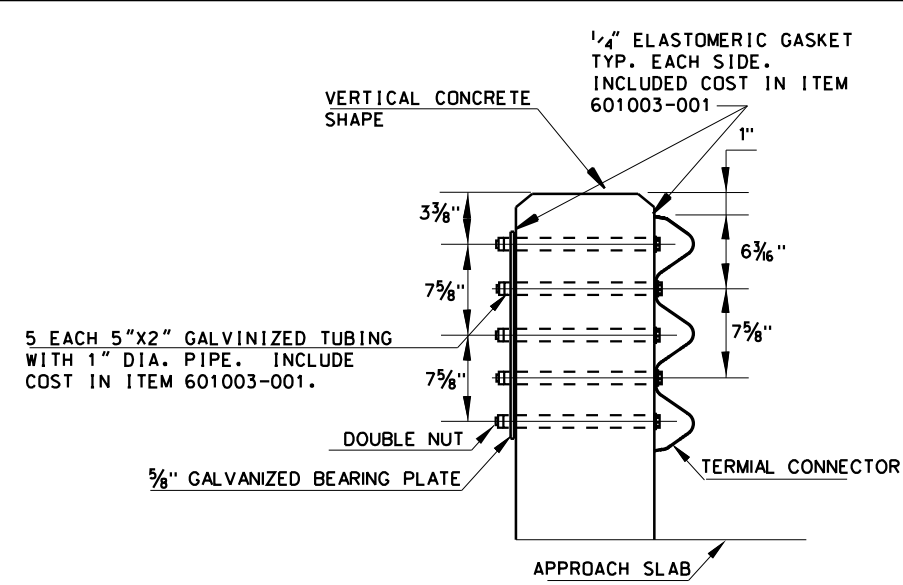 1/4" ELASTOMERIC GASKET
TYP. EACH SIDE.
INCLUDED COST IN ITEM
601003-001
VERTICAL CONCRETE
SHAPE
1"
3 3/8"
6 3/16"
7 5/8"
7 5/8"
5 EACH 5"X2" GALVINIZED TUBING
WITH 1" DIA. PIPE. INCLUDE
COST IN ITEM 601003-001.
7 5/8"
DOUBLE NUT
5/8" GALVANIZED BEARING PLATE
TERMIAL CONNECTOR
APPROACH SLAB